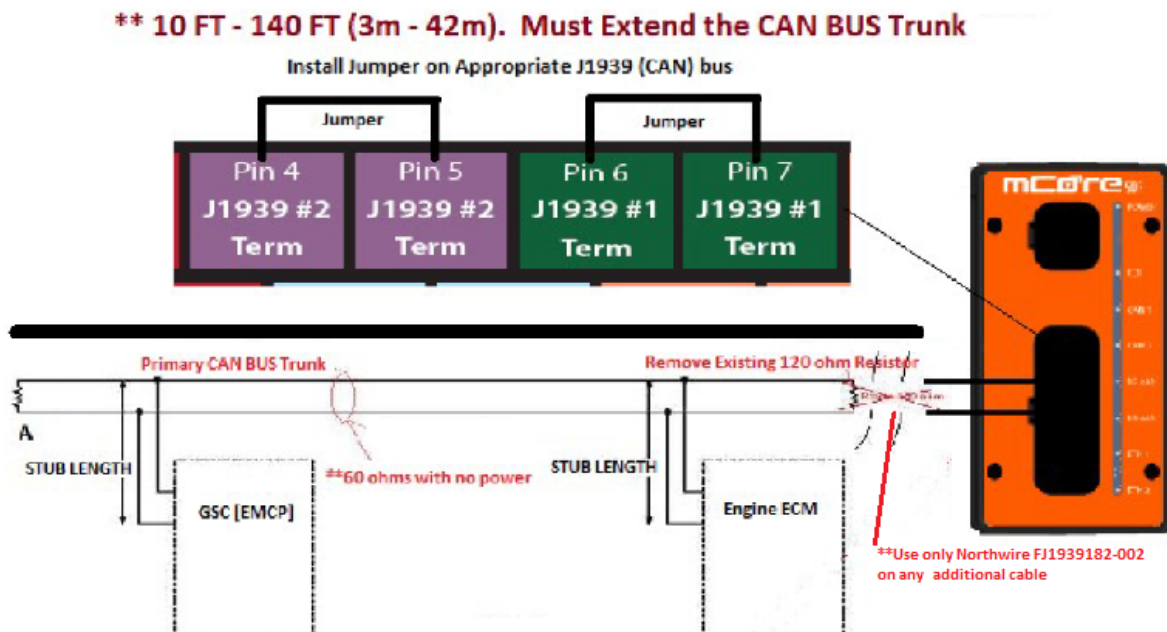 ** 10 FT - 140 FT (3m - 42m). Must Extend the CAN BUS Trunk
Install Jumper on Appropriate J1939 (CAN) bus
Jumper
Jumper
Pin 4
J1939 #2
Term
Pin 5
J1939 #2
Term
Pin 6
J1939 #1
Term
Pin 7
J1939 #1
Term
mCore
POWER
Primary CAN BUS Trunk
Remove Existing 120 ohm Resistor
A
STUB LENGTH
**60 ohms with no power
STUB LENGTH
GSC [EMCP]
Engine ECM
**Use only Northwire FJ1939182-002
on any additional cable